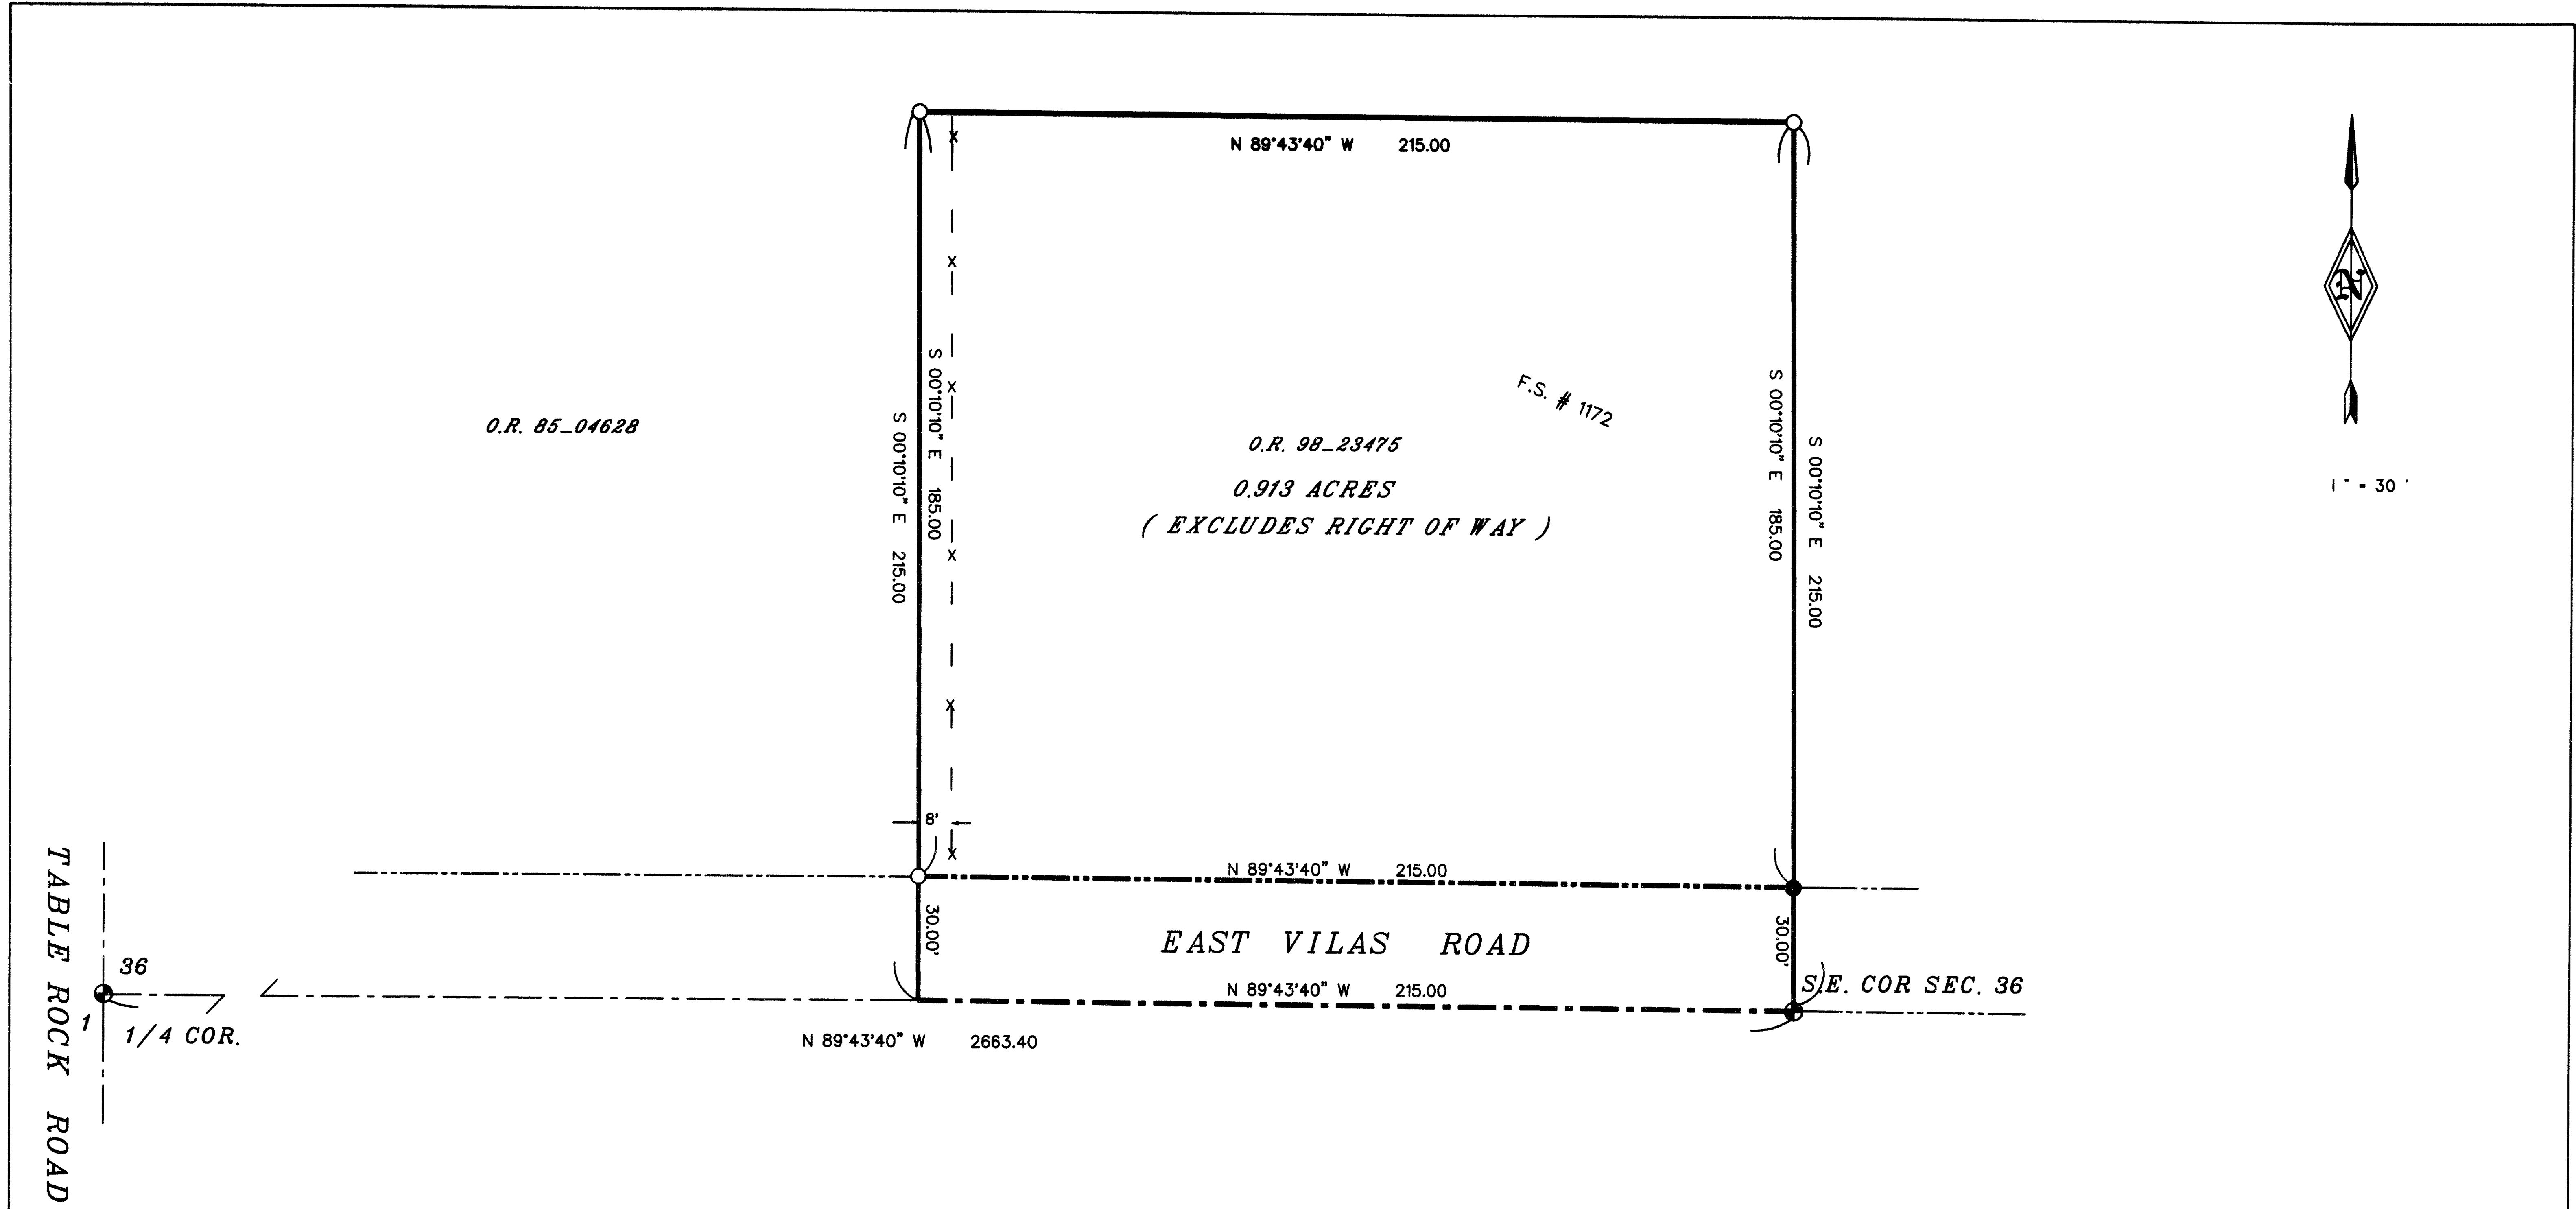 N 89°43'40" W 215.00
N
1" - 30'
S 00°10'10" E 185.00
S 00°10'10" E 215.00
O.R. 85_04628
F.S. # 1172
O.R. 98_23475
0.913 ACRES
( EXCLUDES RIGHT OF WAY )
S 00°10'10" E 185.00
S 00°10'10" E 215.00
8'
N 89°43'40" W 215.00
30.00'
EAST VILAS ROAD
30.00'
N 89°43'40" W 215.00
S.E. COR SEC. 36
TABLE ROCK ROAD
36
1
1/4 COR.
N 89°43'40" W 2663.40